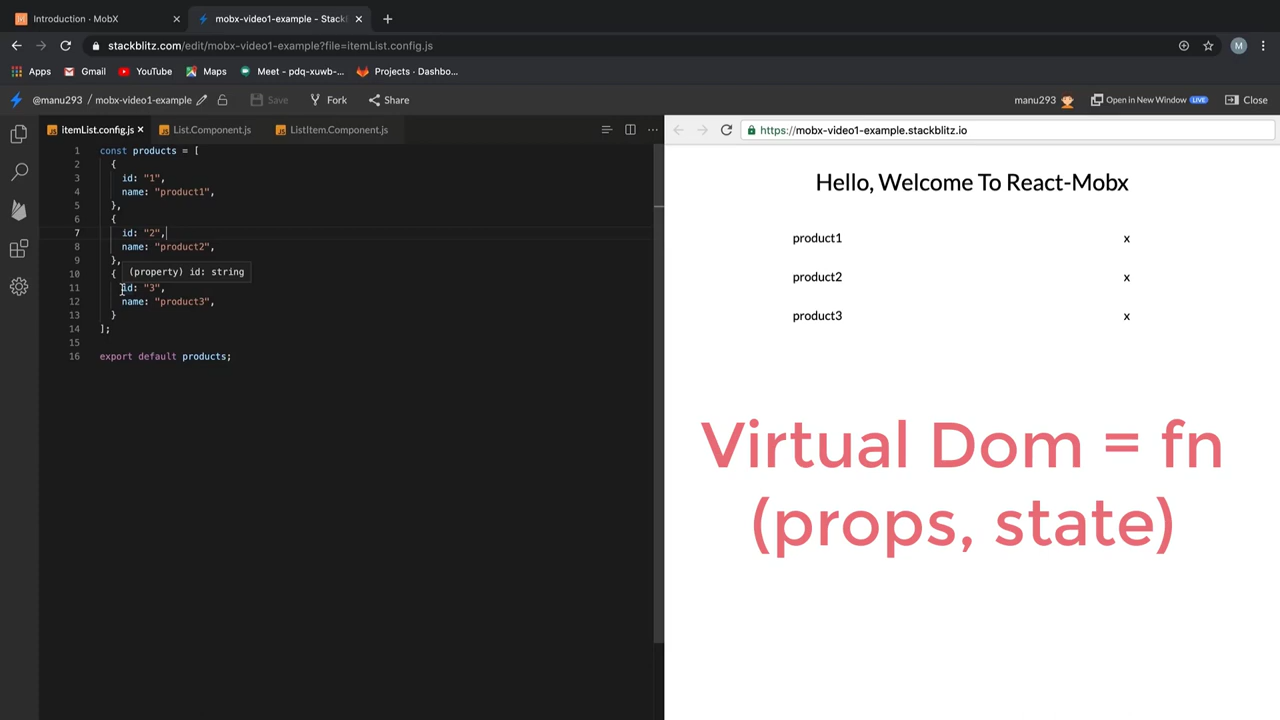 Introduction · MobX
mobx-video1-example - StackBl
stackblitz.com/edit/mobx-video1-example?file=itemList.config.js
Apps
Gmail
YouTube
Maps
Meet - pdq-xuwb-...
Projects · Dashbo...
M
@manu293 / mobx-video1-example
Save
Fork
Share
manu293
Open in New Window LIVE
Close
itemList.config.js
List.Component.js
ListItem.Component.js
1 const products = [
2 {
3 id: "1",
4 name: "product1",
5 },
6 {
7 id: "2",
8 name: "product2",
9 },
10 {
(property) id: string
11 id: "3",
12 name: "product3",
13 }
14 ];
15
16 export default products;
https://mobx-video1-example.stackblitz.io
Hello, Welcome To React-Mobx
product1 x
product2 x
product3 x
Virtual Dom = fn
(props, state)